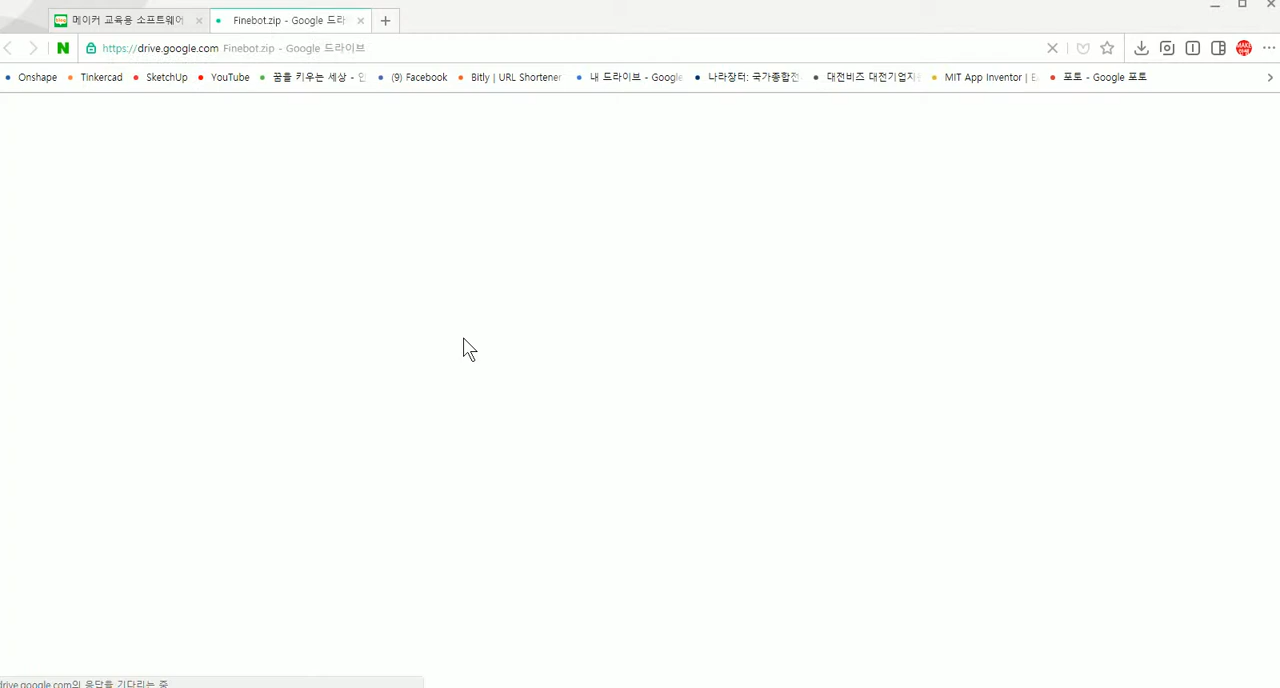 메이커 교육용 소프트웨어
Finebot.zip - Google 드라
N https://drive.google.com Finebot.zip - Google 드라이브
Onshape Tinkercad SketchUp YouTube 꿈을 키우는 세상 - (9) Facebook Bitly | URL Shortener 내 드라이브 - Google 나라장터: 국가종합전 대전비즈 대전기업지 MIT App Inventor | E 포토 - Google 포토
drive.google.com의 응답을 기다리는 중